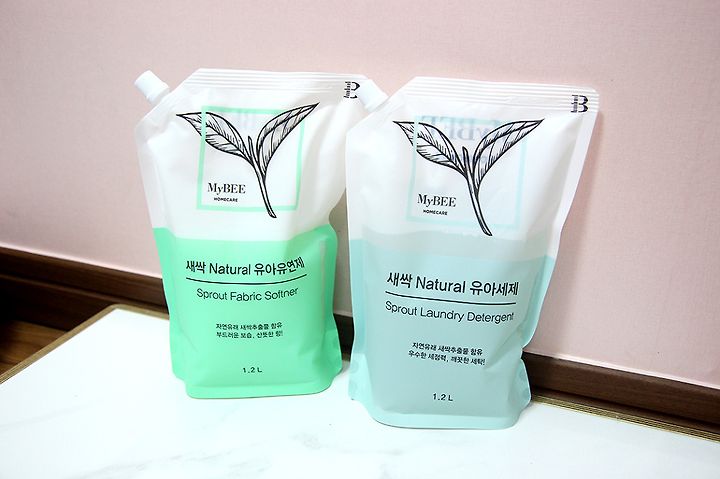 MyBEE
HOMECARE
새싹 Natural 유아유연제
Sprout Fabric Softner
자연유래 새싹추출물 함유
부드러운 보습, 산뜻한 향!
1.2L
B
MyBEE
HOMECARE
새싹 Natural 유아세제
Sprout Laundry Detergent
자연유래 새싹추출물 함유
우수한 세정력, 깨끗한 세탁!
1.2L